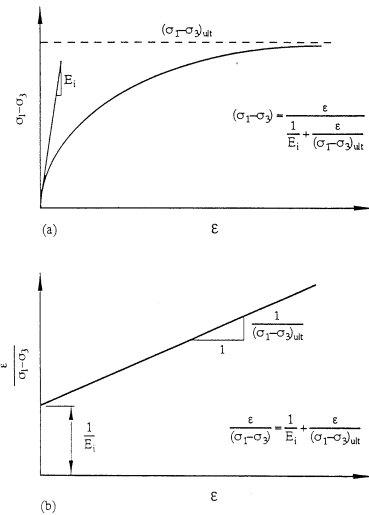 (σ₁–σ₃)ult
Eᵢ
σ₁–σ₃
(σ₁–σ₃) = ε / (1/Eᵢ + ε/(σ₁–σ₃)ult)
(a)
ε
ε/(σ₁–σ₃)
1
1/(σ₁–σ₃)ult
1/Eᵢ
ε/(σ₁–σ₃) = 1/Eᵢ + ε/(σ₁–σ₃)ult
(b)
ε